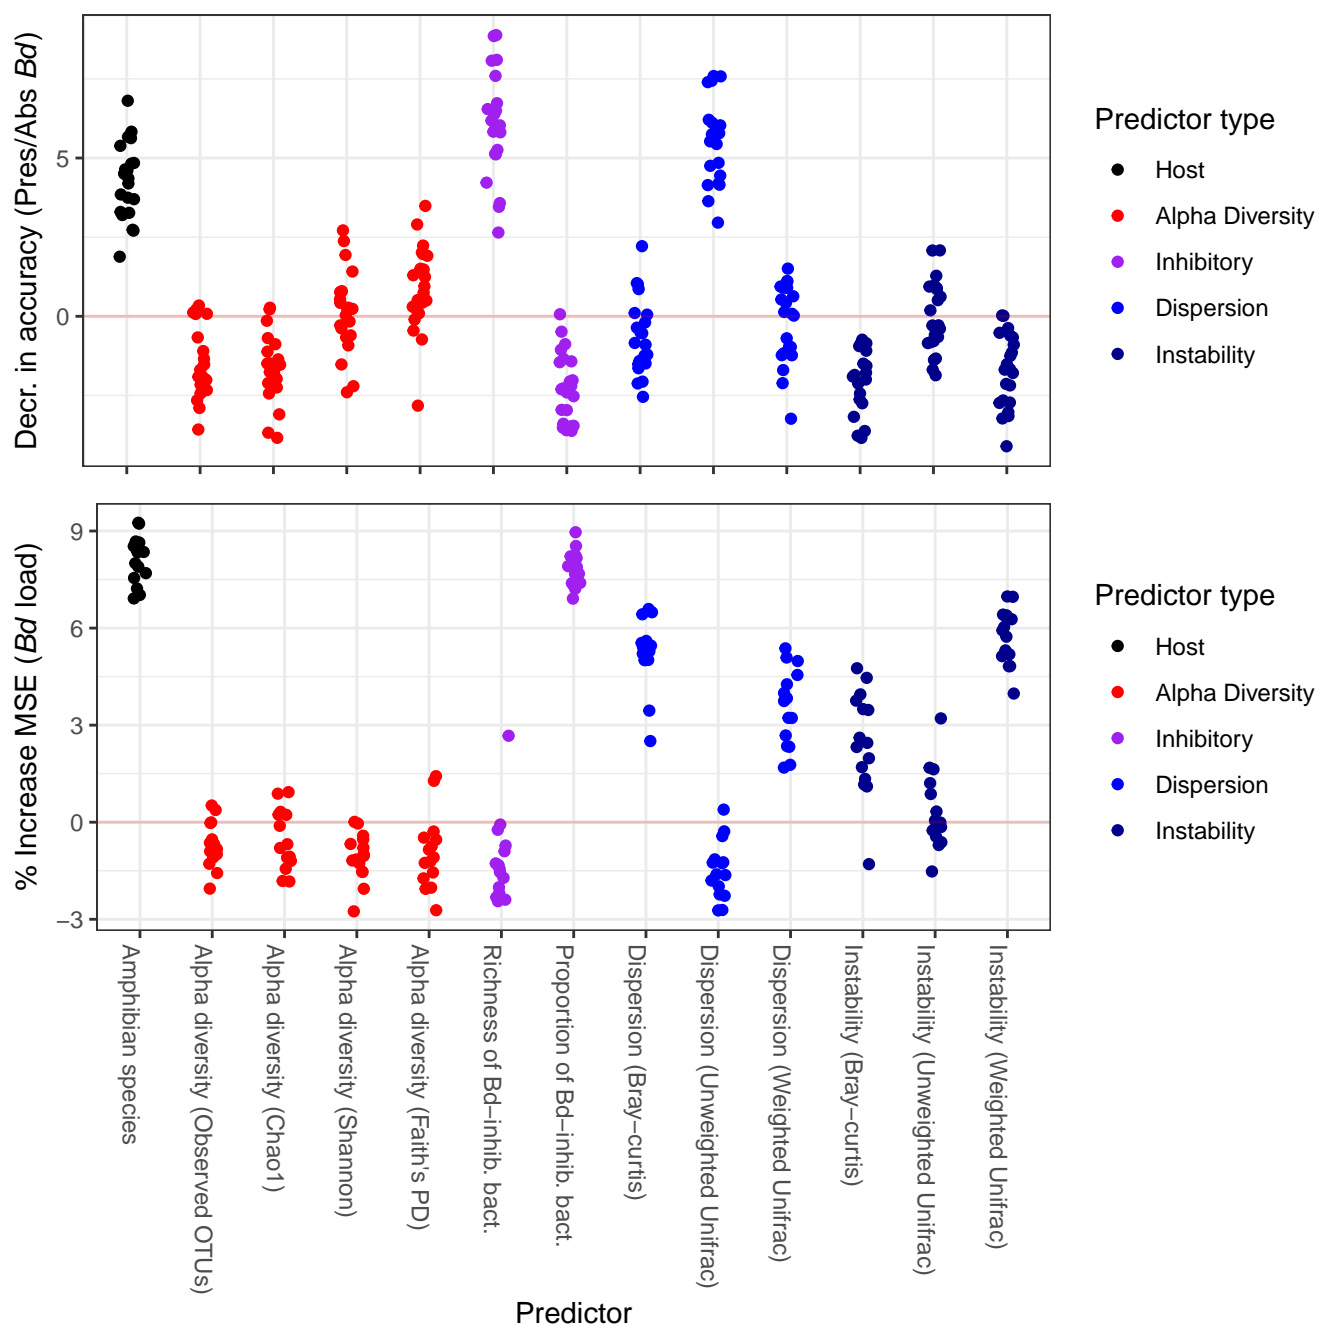 Decr. in accuracy (Pres/Abs Bd)
5
0
Predictor type
Host
Alpha Diversity
Inhibitory
Dispersion
Instability
% Increase MSE (Bd load)
9
6
3
0
−3
Predictor type
Host
Alpha Diversity
Inhibitory
Dispersion
Instability
Amphibian species
Alpha diversity (Observed OTUs)
Alpha diversity (Chao1)
Alpha diversity (Shannon)
Alpha diversity (Faith's PD)
Richness of Bd−inhib. bact.
Proportion of Bd−inhib. bact.
Dispersion (Bray−curtis)
Dispersion (Unweighted Unifrac)
Dispersion (Weighted Unifrac)
Instability (Bray−curtis)
Instability (Unweighted Unifrac)
Instability (Weighted Unifrac)
Predictor